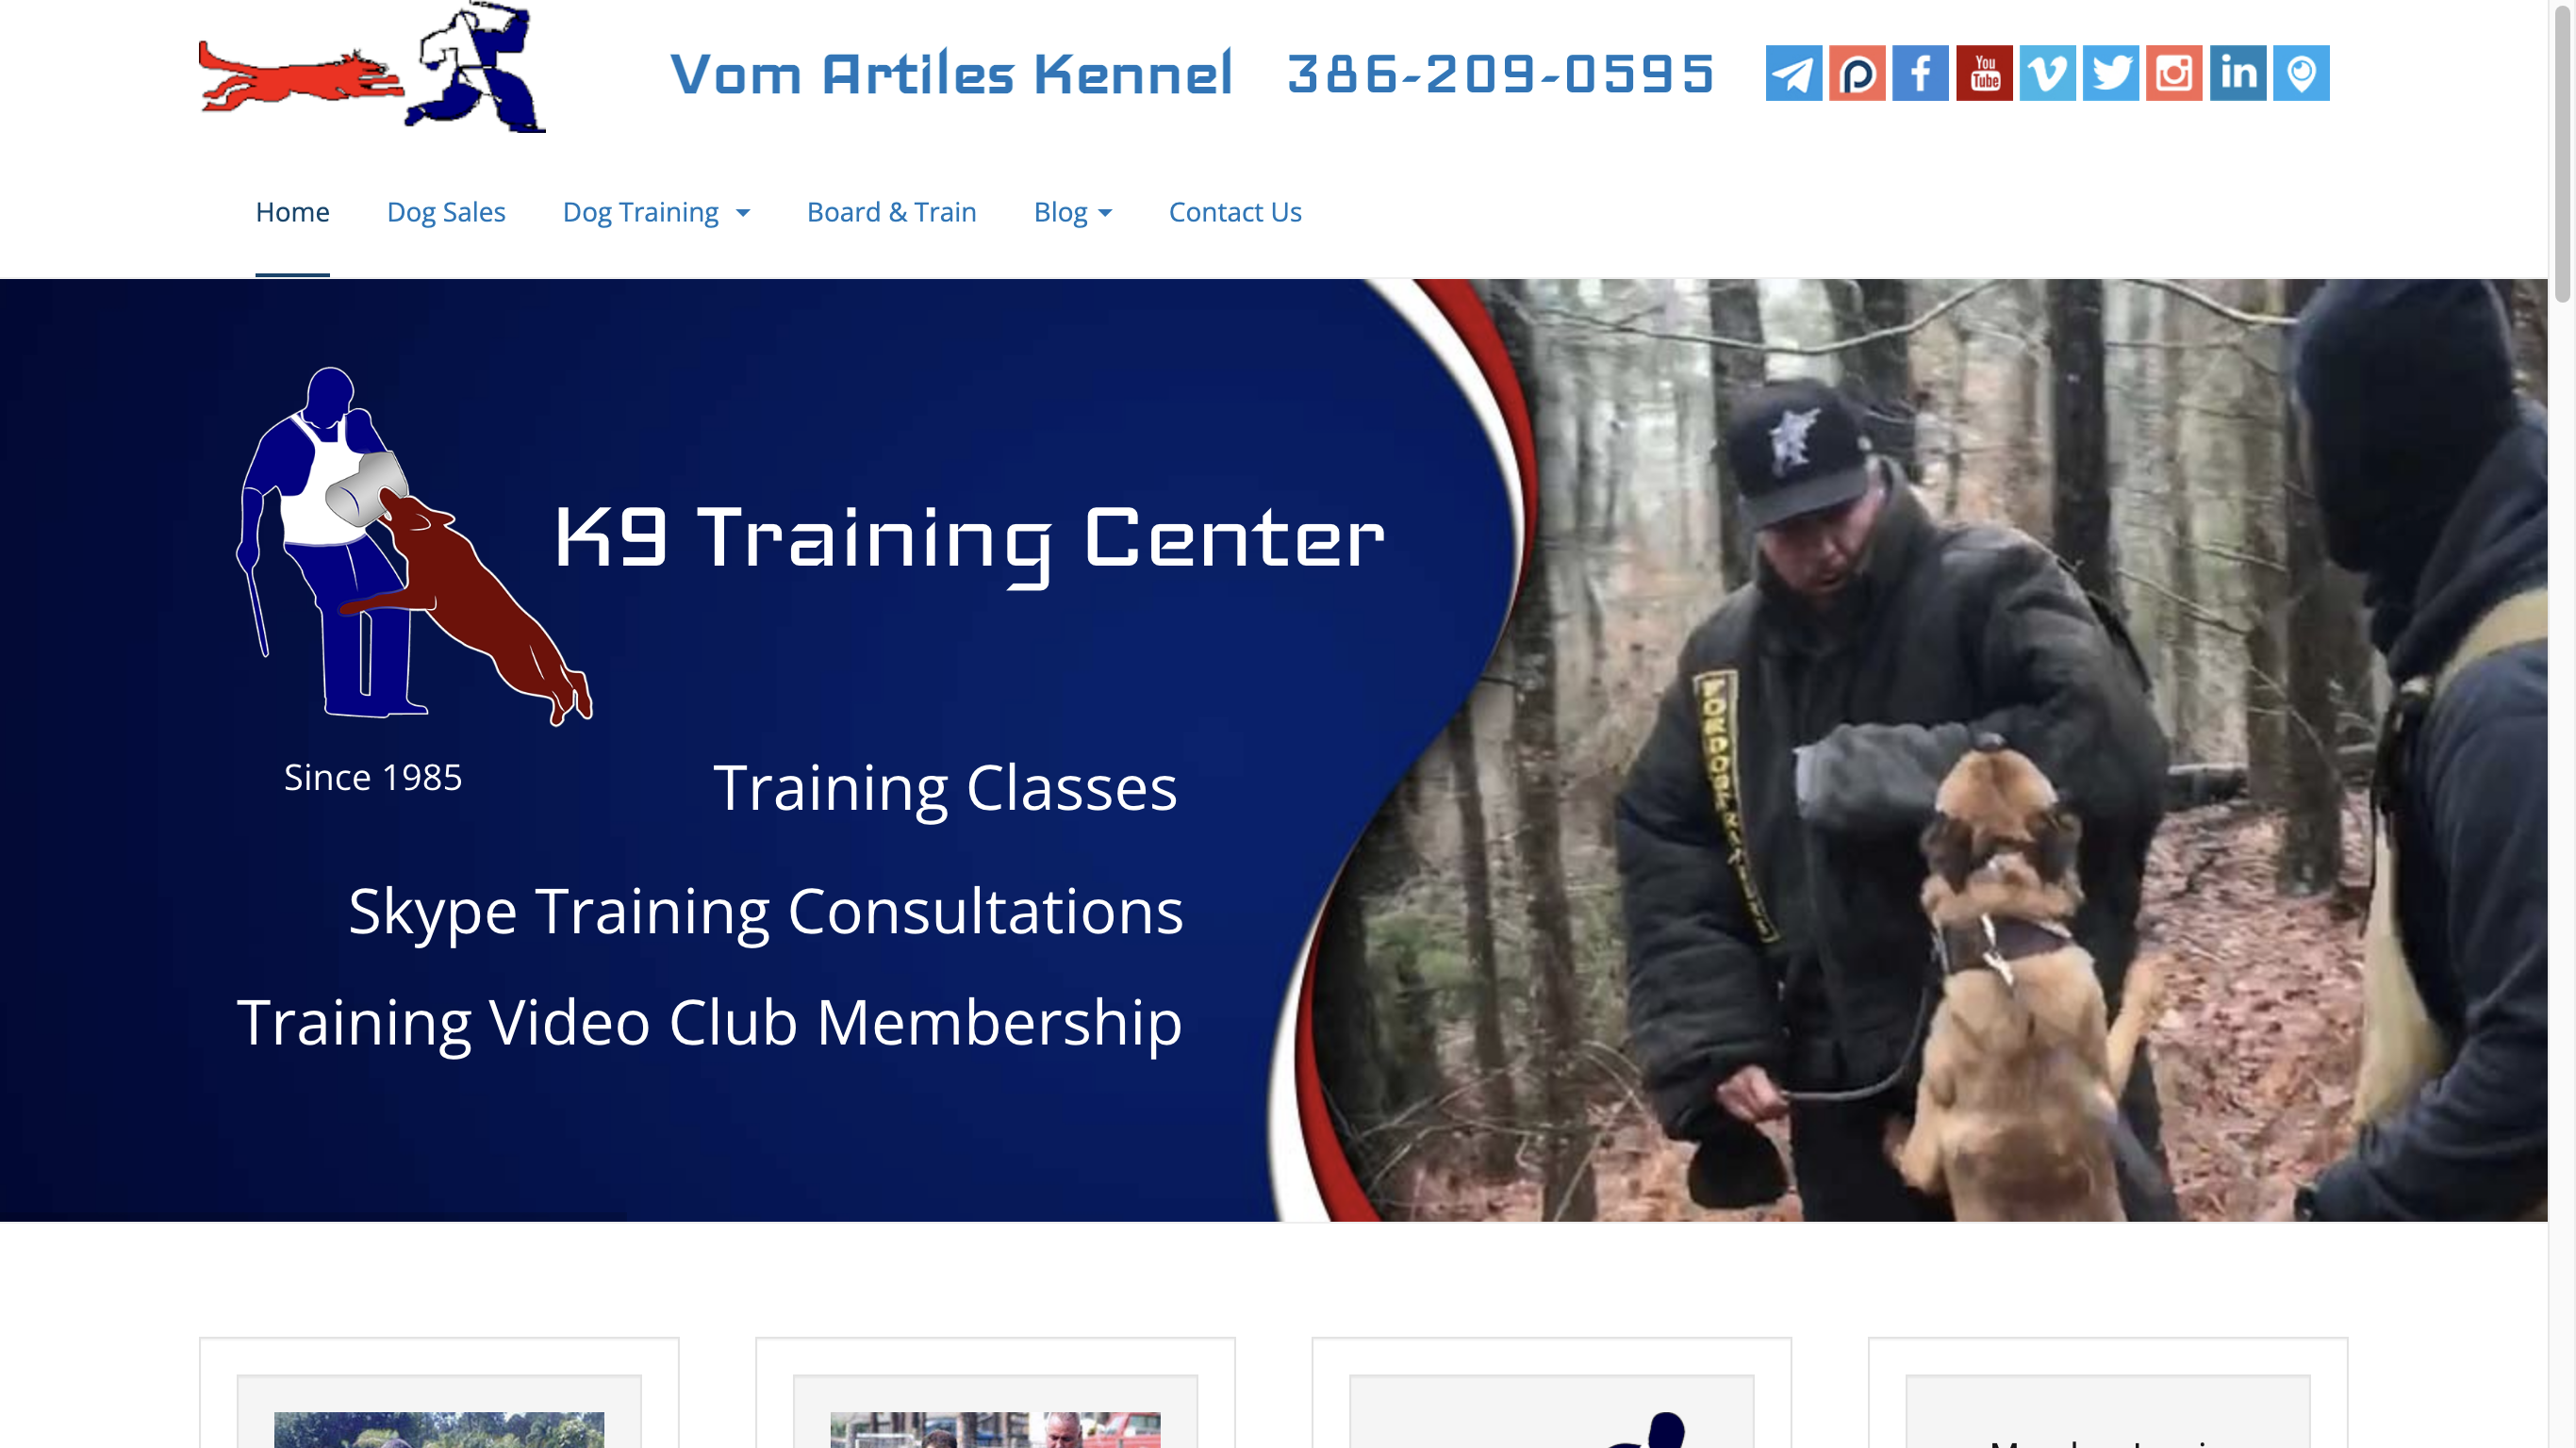 Vom Artiles Kennel 386-209-0595
You
Tube
in
Home Dog Sales Dog Training Board & Train Blog Contact Us
K9 Training Center
Since 1985
Training Classes
Skype Training Consultations
Training Video Club Membership